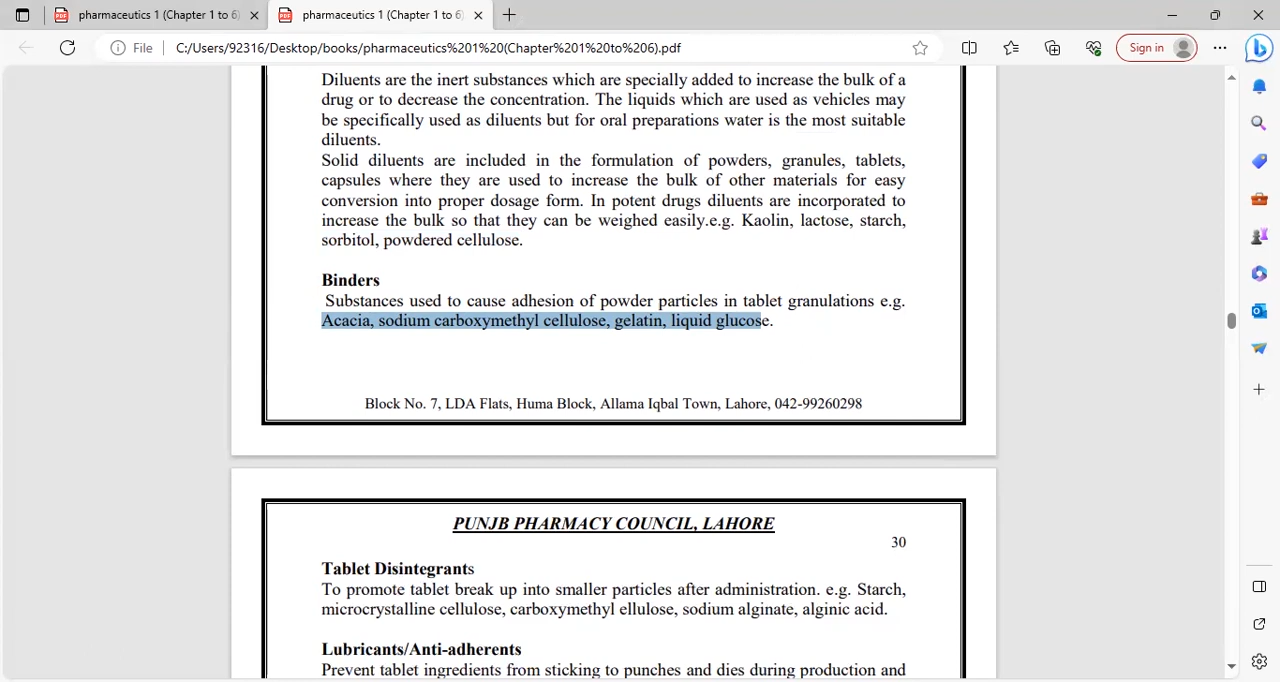 pharmaceutics 1 (Chapter 1 to 6)
pharmaceutics 1 (Chapter 1 to 6)
File
C:/Users/92316/Desktop/books/pharmaceutics%201%20(Chapter%201%20to%206).pdf
Sign in
Diluents are the inert substances which are specially added to increase the bulk of a
drug or to decrease the concentration. The liquids which are used as vehicles may
be specifically used as diluents but for oral preparations water is the most suitable
diluents.
Solid diluents are included in the formulation of powders, granules, tablets,
capsules where they are used to increase the bulk of other materials for easy
conversion into proper dosage form. In potent drugs diluents are incorporated to
increase the bulk so that they can be weighed easily.e.g. Kaolin, lactose, starch,
sorbitol, powdered cellulose.
Binders
Substances used to cause adhesion of powder particles in tablet granulations e.g.
Acacia, sodium carboxymethyl cellulose, gelatin, liquid glucose.
Block No. 7, LDA Flats, Huma Block, Allama Iqbal Town, Lahore, 042-99260298
PUNJB PHARMACY COUNCIL, LAHORE
30
Tablet Disintegrants
To promote tablet break up into smaller particles after administration. e.g. Starch,
microcrystalline cellulose, carboxymethyl ellulose, sodium alginate, alginic acid.
Lubricants/Anti-adherents
Prevent tablet ingredients from sticking to punches and dies during production and